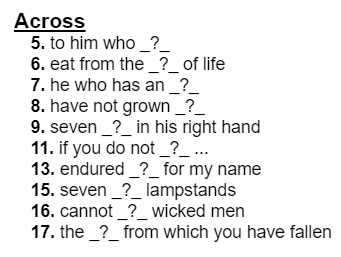 Across
5. to him who _?_
6. eat from the _?_ of life
7. he who has an _?_
8. have not grown _?_
9. seven _?_ in his right hand
11. if you do not _?_ ...
13. endured _?_ for my name
15. seven _?_ lampstands
16. cannot _?_ wicked men
17. the _?_ from which you have fallen